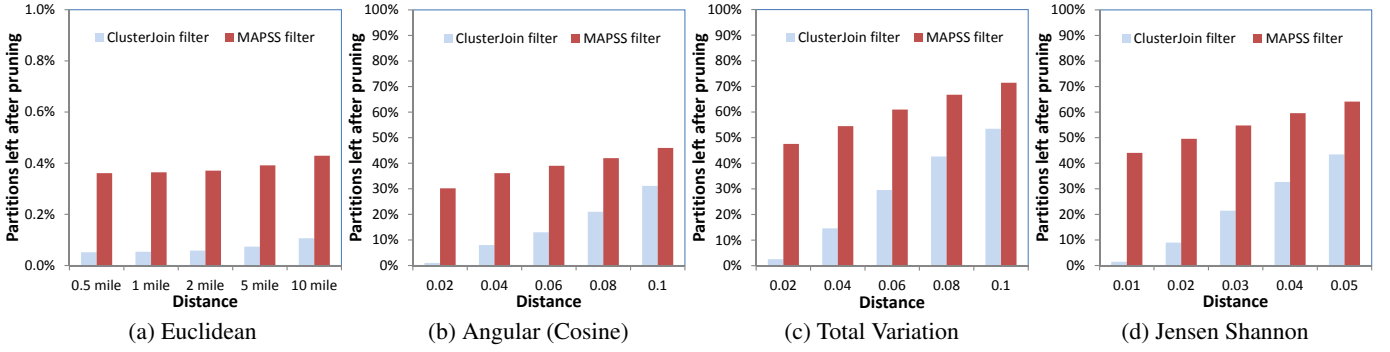 Partitions left after pruning
1.0%
0.8%
0.6%
0.4%
0.2%
0.0%
ClusterJoin filter
MAPSS filter
0.5 mile
1 mile
2 mile
5 mile
10 mile
Distance
(a) Euclidean
Partitions left after pruning
100%
90%
80%
70%
60%
50%
40%
30%
20%
10%
0%
ClusterJoin filter
MAPSS filter
0.02
0.04
0.06
0.08
0.1
Distance
(b) Angular (Cosine)
Partitions left after pruning
100%
90%
80%
70%
60%
50%
40%
30%
20%
10%
0%
ClusterJoin filter
MAPSS filter
0.02
0.04
0.06
0.08
0.1
Distance
(c) Total Variation
Partitions left after pruning
100%
90%
80%
70%
60%
50%
40%
30%
20%
10%
0%
ClusterJoin filter
MAPSS filter
0.01
0.02
0.03
0.04
0.05
Distance
(d) Jensen Shannon